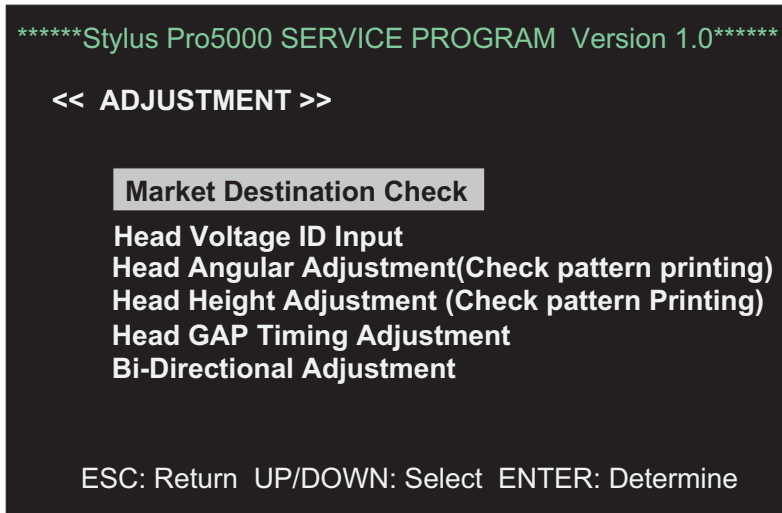 ******Stylus Pro5000 SERVICE PROGRAM Version 1.0******
<< ADJUSTMENT >>
Market Destination Check
Head Voltage ID Input
Head Angular Adjustment(Check pattern printing)
Head Height Adjustment (Check pattern Printing)
Head GAP Timing Adjustment
Bi-Directional Adjustment
ESC: Return UP/DOWN: Select ENTER: Determine